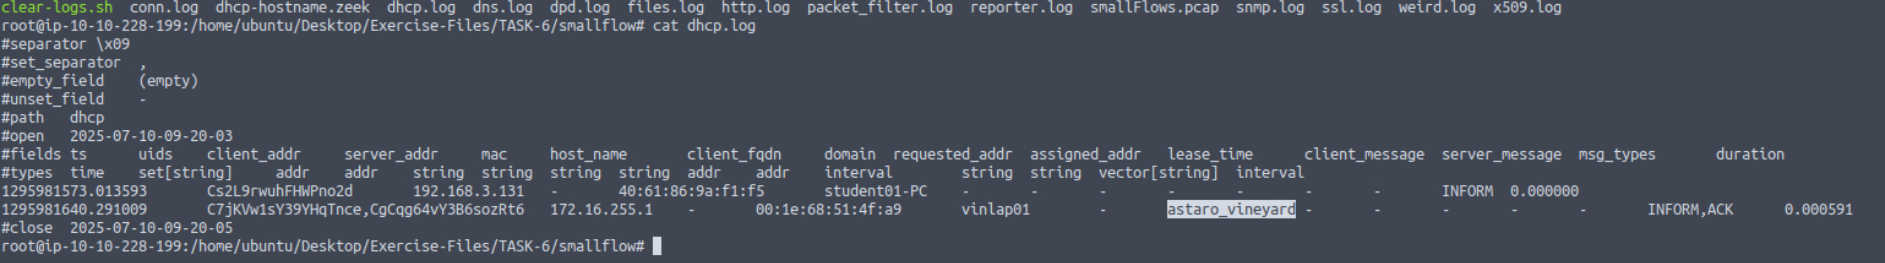 clear-logs.sh conn.log dhcp-hostname.zeek dhcp.log dns.log dpd.log files.log http.log packet_filter.log reporter.log smallFlows.pcap snmp.log ssl.log weird.log x509.log
root@ip-10-10-228-199:/home/ubuntu/Desktop/Exercise-Files/TASK-6/smallflow# cat dhcp.log
#separator \x09
#set_separator ,
#empty_field (empty)
#unset_field -
#path dhcp
#open 2025-07-10-09-20-03
#fields ts uids client_addr server_addr mac host_name client_fqdn domain requested_addr assigned_addr lease_time client_message server_message msg_types duration
#types time set[string] addr addr string string string string addr addr interval string string vector[string] interval
1295981573.013593 Cs2L9rwuhFHWPno2d 192.168.3.131 - 40:61:86:9a:f1:f5 student01-PC - - - - - - - INFORM 0.000000
1295981640.291009 C7jKVw1sY39YHqTnce,CgCqg64vY3B6sozRt6 172.16.255.1 - 00:1e:68:51:4f:a9 vinlap01 - astaro_vineyard - - - - - INFORM,ACK 0.000591
#close 2025-07-10-09-20-05
root@ip-10-10-228-199:/home/ubuntu/Desktop/Exercise-Files/TASK-6/smallflow#